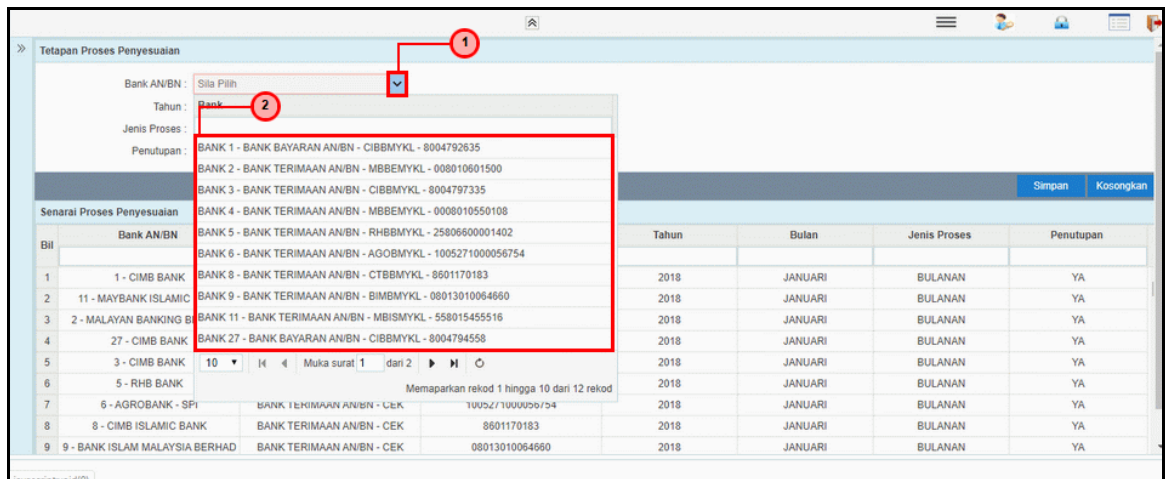 1
Tetapan Proses Penyesuaian
Bank AN/BN : Sila Pilih
Tahun : Bank
2
Jenis Proses :
Penutupan :
BANK 1 - BANK BAYARAN AN/BN - CIBBMYKL - 8004792635
BANK 2 - BANK TERIMAAN AN/BN - MBBEMYKL - 008010601500
BANK 3 - BANK TERIMAAN AN/BN - CIBBMYKL - 8004797335
BANK 4 - BANK TERIMAAN AN/BN - MBBEMYKL - 0008010550108
BANK 5 - BANK TERIMAAN AN/BN - RHBBMYKL - 25806600001402
BANK 6 - BANK TERIMAAN AN/BN - AGOBMYKL - 1005271000056754
BANK 8 - BANK TERIMAAN AN/BN - CTBBMYKL - 8601170183
BANK 9 - BANK TERIMAAN AN/BN - BIMBMYKL - 08013010064660
BANK 11 - BANK TERIMAAN AN/BN - MBISMYKL - 558015455516
BANK 27 - BANK BAYARAN AN/BN - CIBBMYKL - 8004794558
10 Muka surat 1 dari 2
Memaparkan rekod 1 hingga 10 dari 12 rekod
Simpan Kosongkan
Senarai Proses Penyesuaian
Bil Bank AN/BN Tahun Bulan Jenis Proses Penutupan
1 1 - CIMB BANK 2018 JANUARI BULANAN YA
2 11 - MAYBANK ISLAMIC 2018 JANUARI BULANAN YA
3 2 - MALAYAN BANKING 2018 JANUARI BULANAN YA
4 27 - CIMB BANK 2018 JANUARI BULANAN YA
5 3 - CIMB BANK 2018 JANUARI BULANAN YA
6 5 - RHB BANK 2018 JANUARI BULANAN YA
7 6 - AGROBANK - SPI BANK TERIMAAN AN/BN - CEK 1005271000056754 2018 JANUARI BULANAN YA
8 8 - CIMB ISLAMIC BANK BANK TERIMAAN AN/BN - CEK 8601170183 2018 JANUARI BULANAN YA
9 9 - BANK ISLAM MALAYSIA BERHAD BANK TERIMAAN AN/BN - CEK 08013010064660 2018 JANUARI BULANAN YA